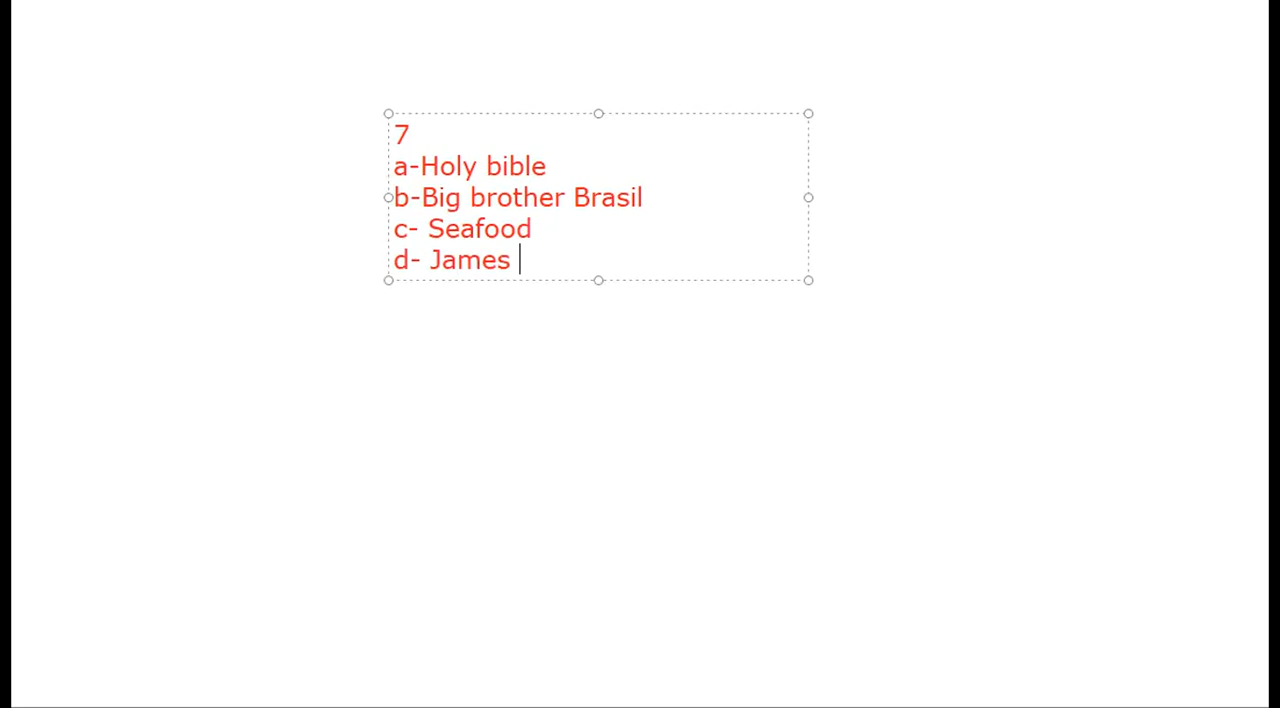 7
a-Holy bible
b-Big brother Brasil
c- Seafood
d- James